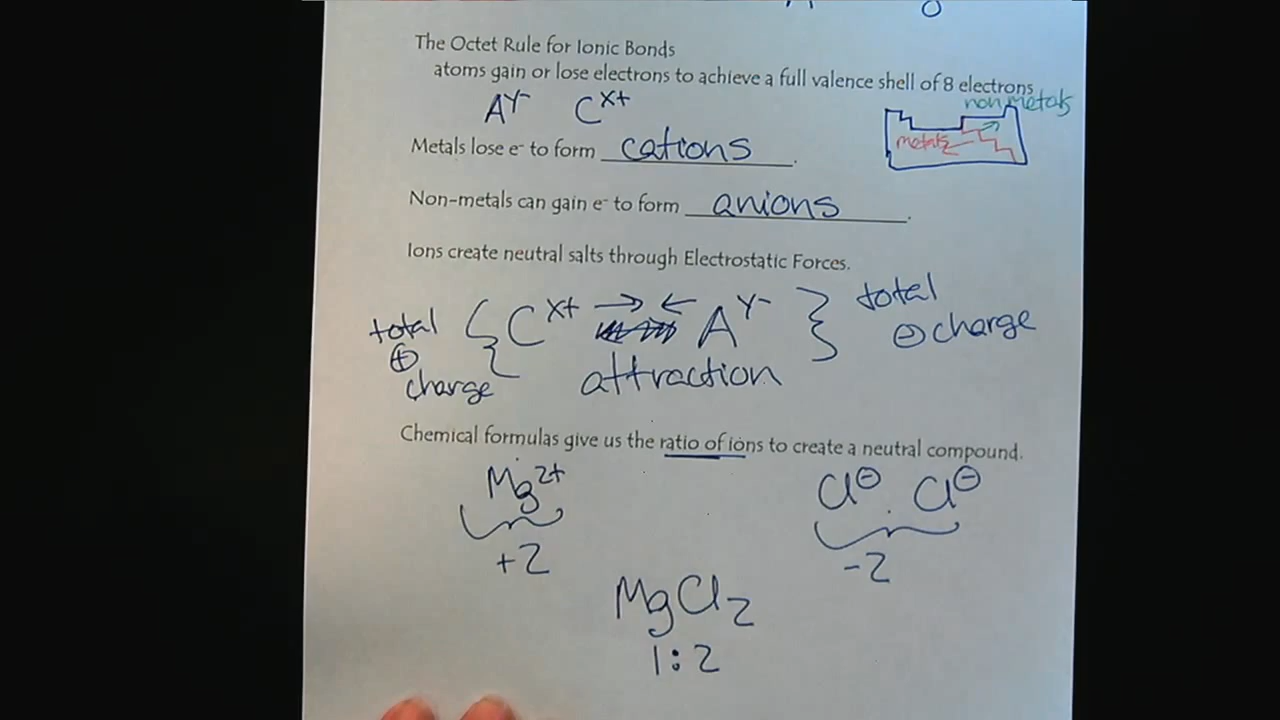 The Octet Rule for Ionic Bonds
atoms gain or lose electrons to achieve a full valence shell of 8 electrons
A^Y- C^X+
non metals
metals
Metals lose e⁻ to form cations.
Non-metals can gain e⁻ to form anions.
Ions create neutral salts through Electrostatic Forces.
total ⊕ charge { C^X+ → ← A^Y- } total ⊖ charge
attraction
Chemical formulas give us the ratio of ions to create a neutral compound.
Mg²⁺ Cl⊖ Cl⊖
+2 -2
MgCl₂
1:2